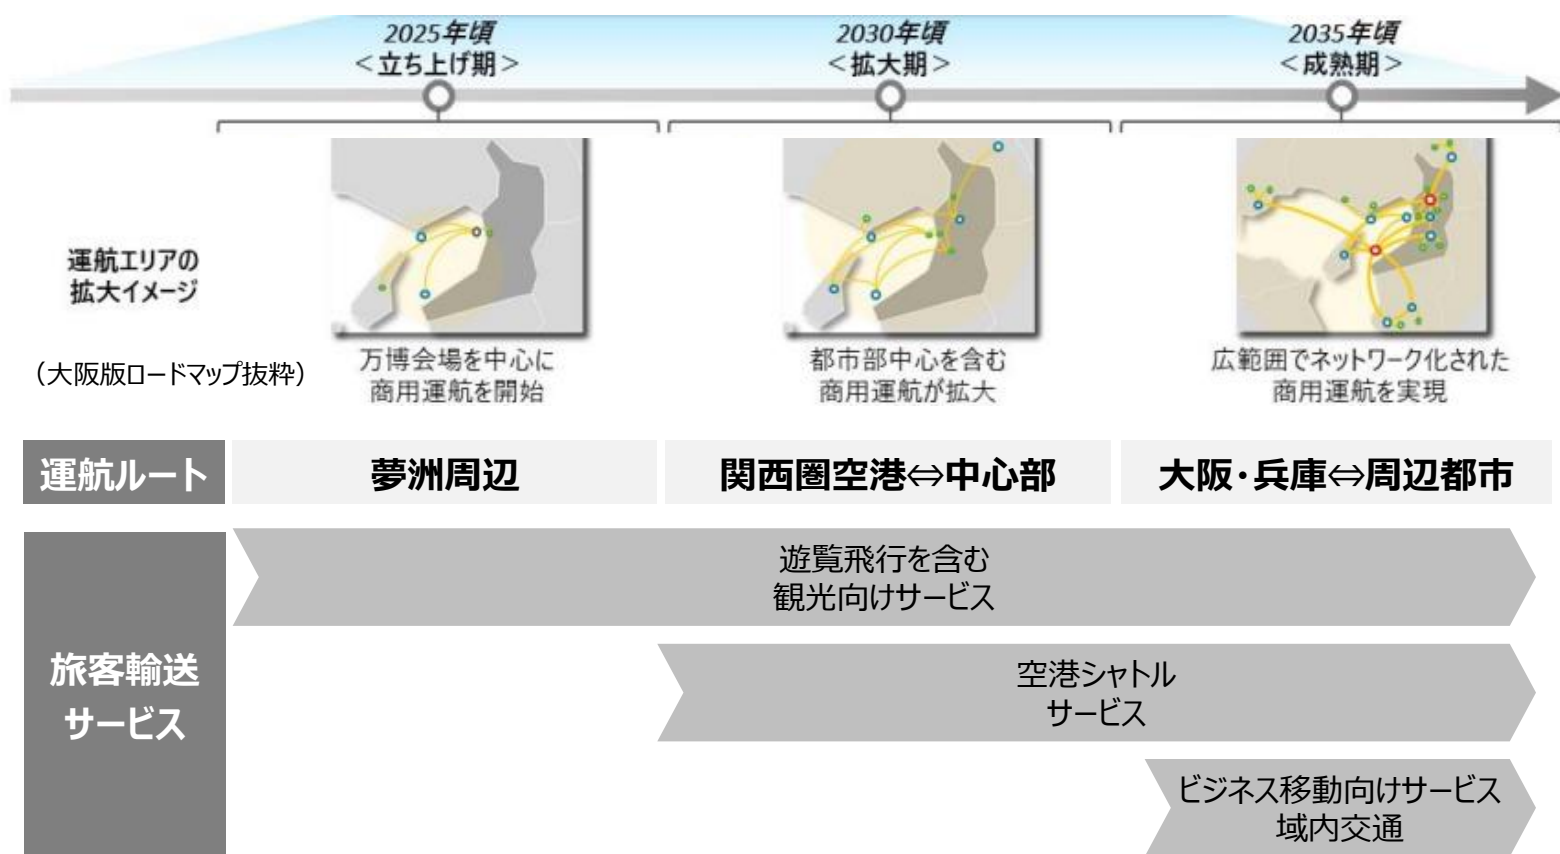 2025年頃
＜立ち上げ期＞
2030年頃
＜拡大期＞
2035年頃
＜成熟期＞
運航エリアの
拡大イメージ
（大阪版ロードマップ抜粋）
万博会場を中心に
商用運航を開始
都市部中心を含む
商用運航が拡大
広範囲でネットワーク化された
商用運航を実現
運航ルート
夢洲周辺
関西圏空港⇔中心部
大阪・兵庫⇔周辺都市
旅客輸送
サービス
遊覧飛行を含む
観光向けサービス
空港シャトル
サービス
ビジネス移動向けサービス
域内交通